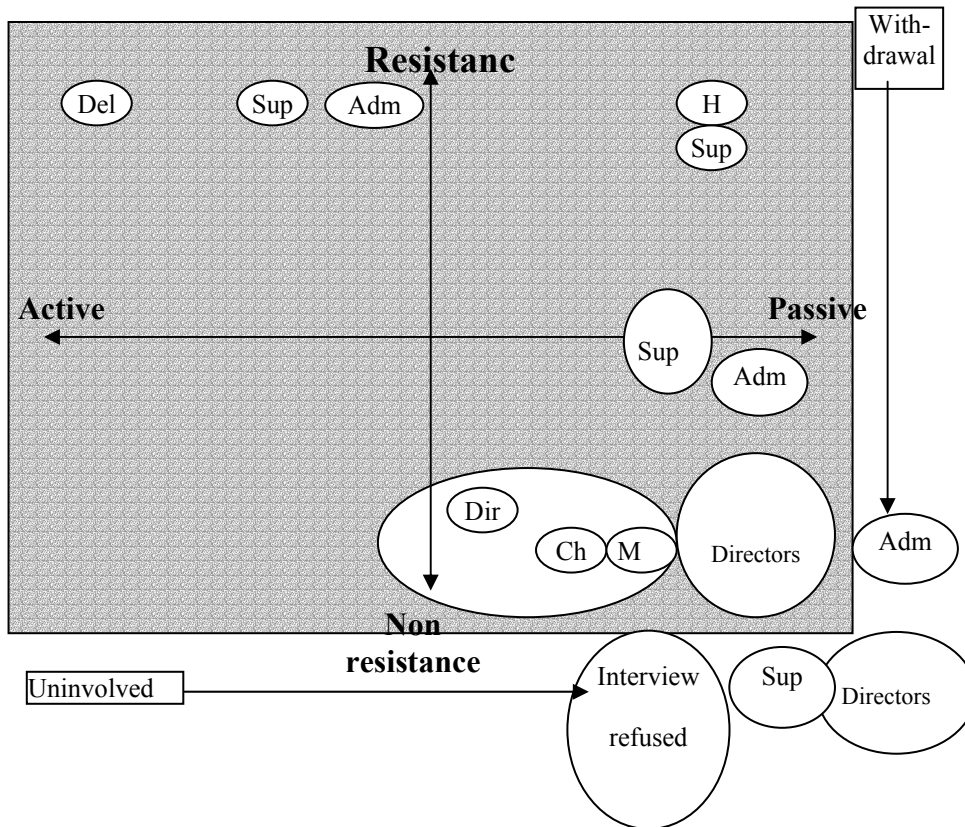 With-
drawal
Resistanc
Del
Sup
Adm
H
Sup
Active
Passive
Sup
Adm
Dir
Ch
M
Directors
Adm
Non
resistance
Uninvolved
Interview
refused
Sup
Directors